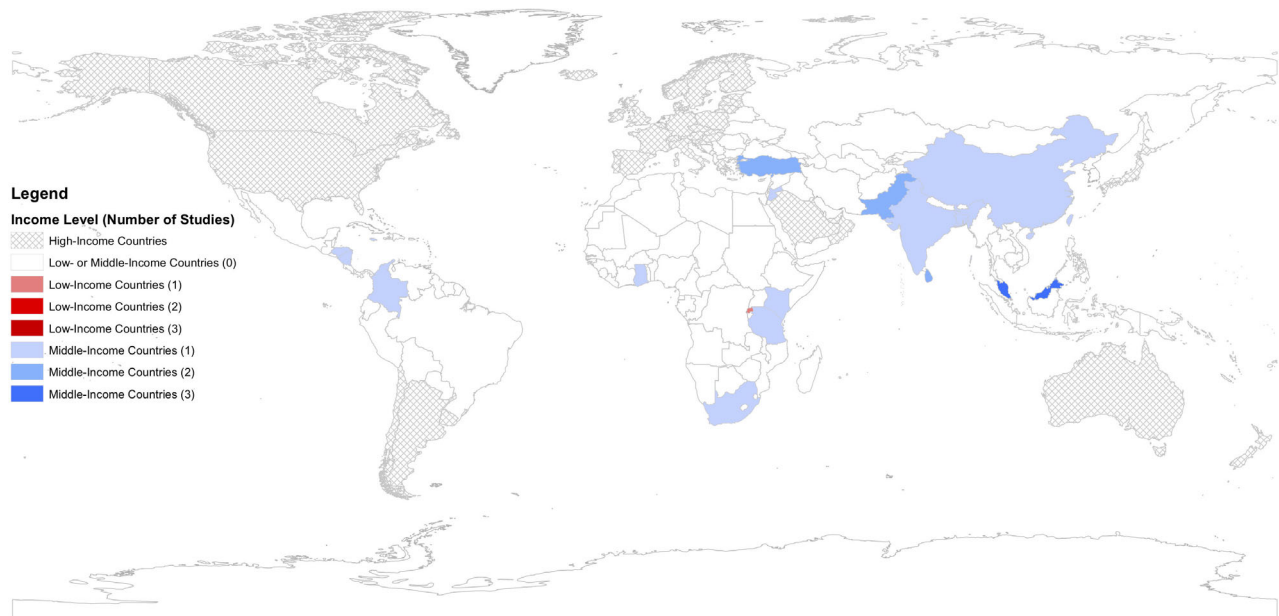 Legend
Income Level (Number of Studies)
High-Income Countries
Low- or Middle-Income Countries (0)
Low-Income Countries (1)
Low-Income Countries (2)
Low-Income Countries (3)
Middle-Income Countries (1)
Middle-Income Countries (2)
Middle-Income Countries (3)